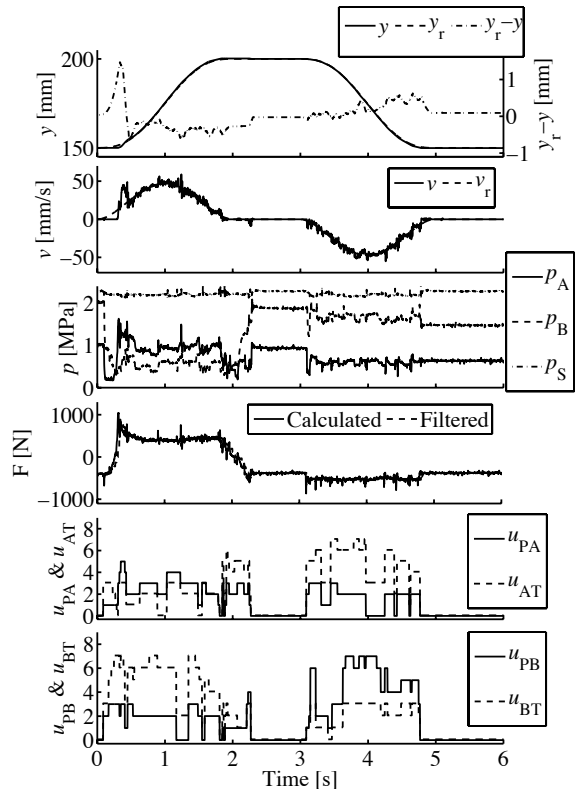 y y_r y_r−y
200
150
y [mm]
1
0
−1
y_r−y [mm]
v v_r
50
0
−50
v [mm/s]
p_A
p_B
p_S
2
1
0
p [MPa]
Calculated Filtered
1000
0
−1000
F [N]
u_PA
u_AT
8
6
4
2
0
u_PA & u_AT
u_PB
u_BT
8
6
4
2
0
u_PB & u_BT
0 1 2 3 4 5 6
Time [s]